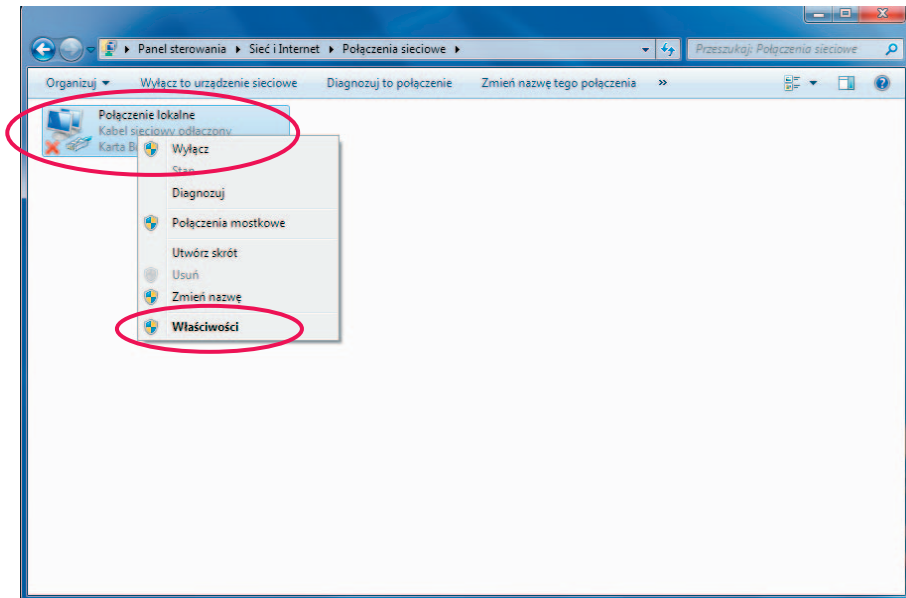 Panel sterowania ▸ Sieć i Internet ▸ Połączenia sieciowe ▸
Przeszukaj: Połączenia sieciowe
Organizuj Wyłącz to urządzenie sieciowe Diagnozuj to połączenie Zmień nazwę tego połączenia »
Połączenie lokalne
Kabel sieciowy odłączony
Karta
Wyłącz
Stan
Diagnozuj
Połączenia mostkowe
Utwórz skrót
Usuń
Zmień nazwę
Właściwości